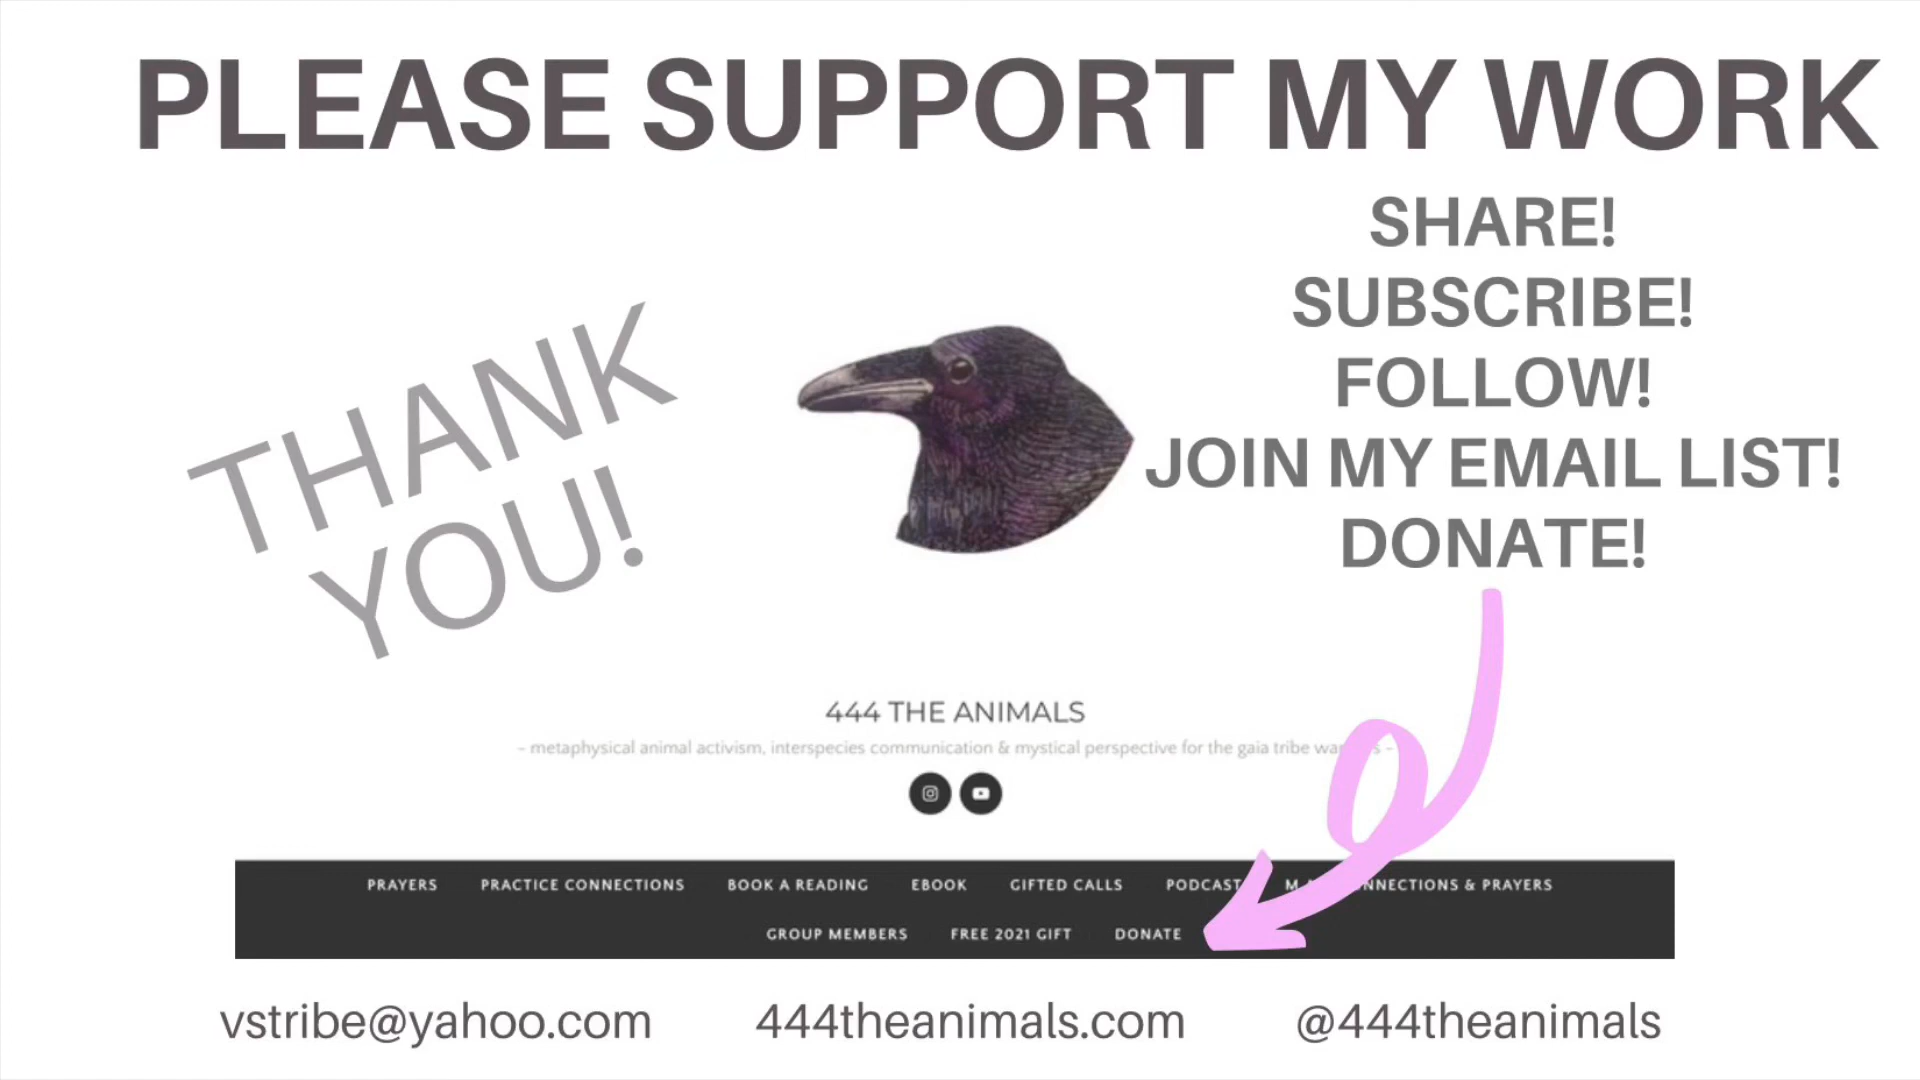 PLEASE SUPPORT MY WORK
SHARE!
SUBSCRIBE!
FOLLOW!
JOIN MY EMAIL LIST!
DONATE!
THANK
YOU!
444 THE ANIMALS
– metaphysical animal activism, interspecies communication & mystical perspective for the gaia tribe –
PRAYERS PRACTICE CONNECTIONS BOOK A READING EBOOK GIFTED CALLS PODCAST & PRAYERS
GROUP MEMBERS FREE 2021 GIFT DONATE
vstribe@yahoo.com 444theanimals.com @444theanimals